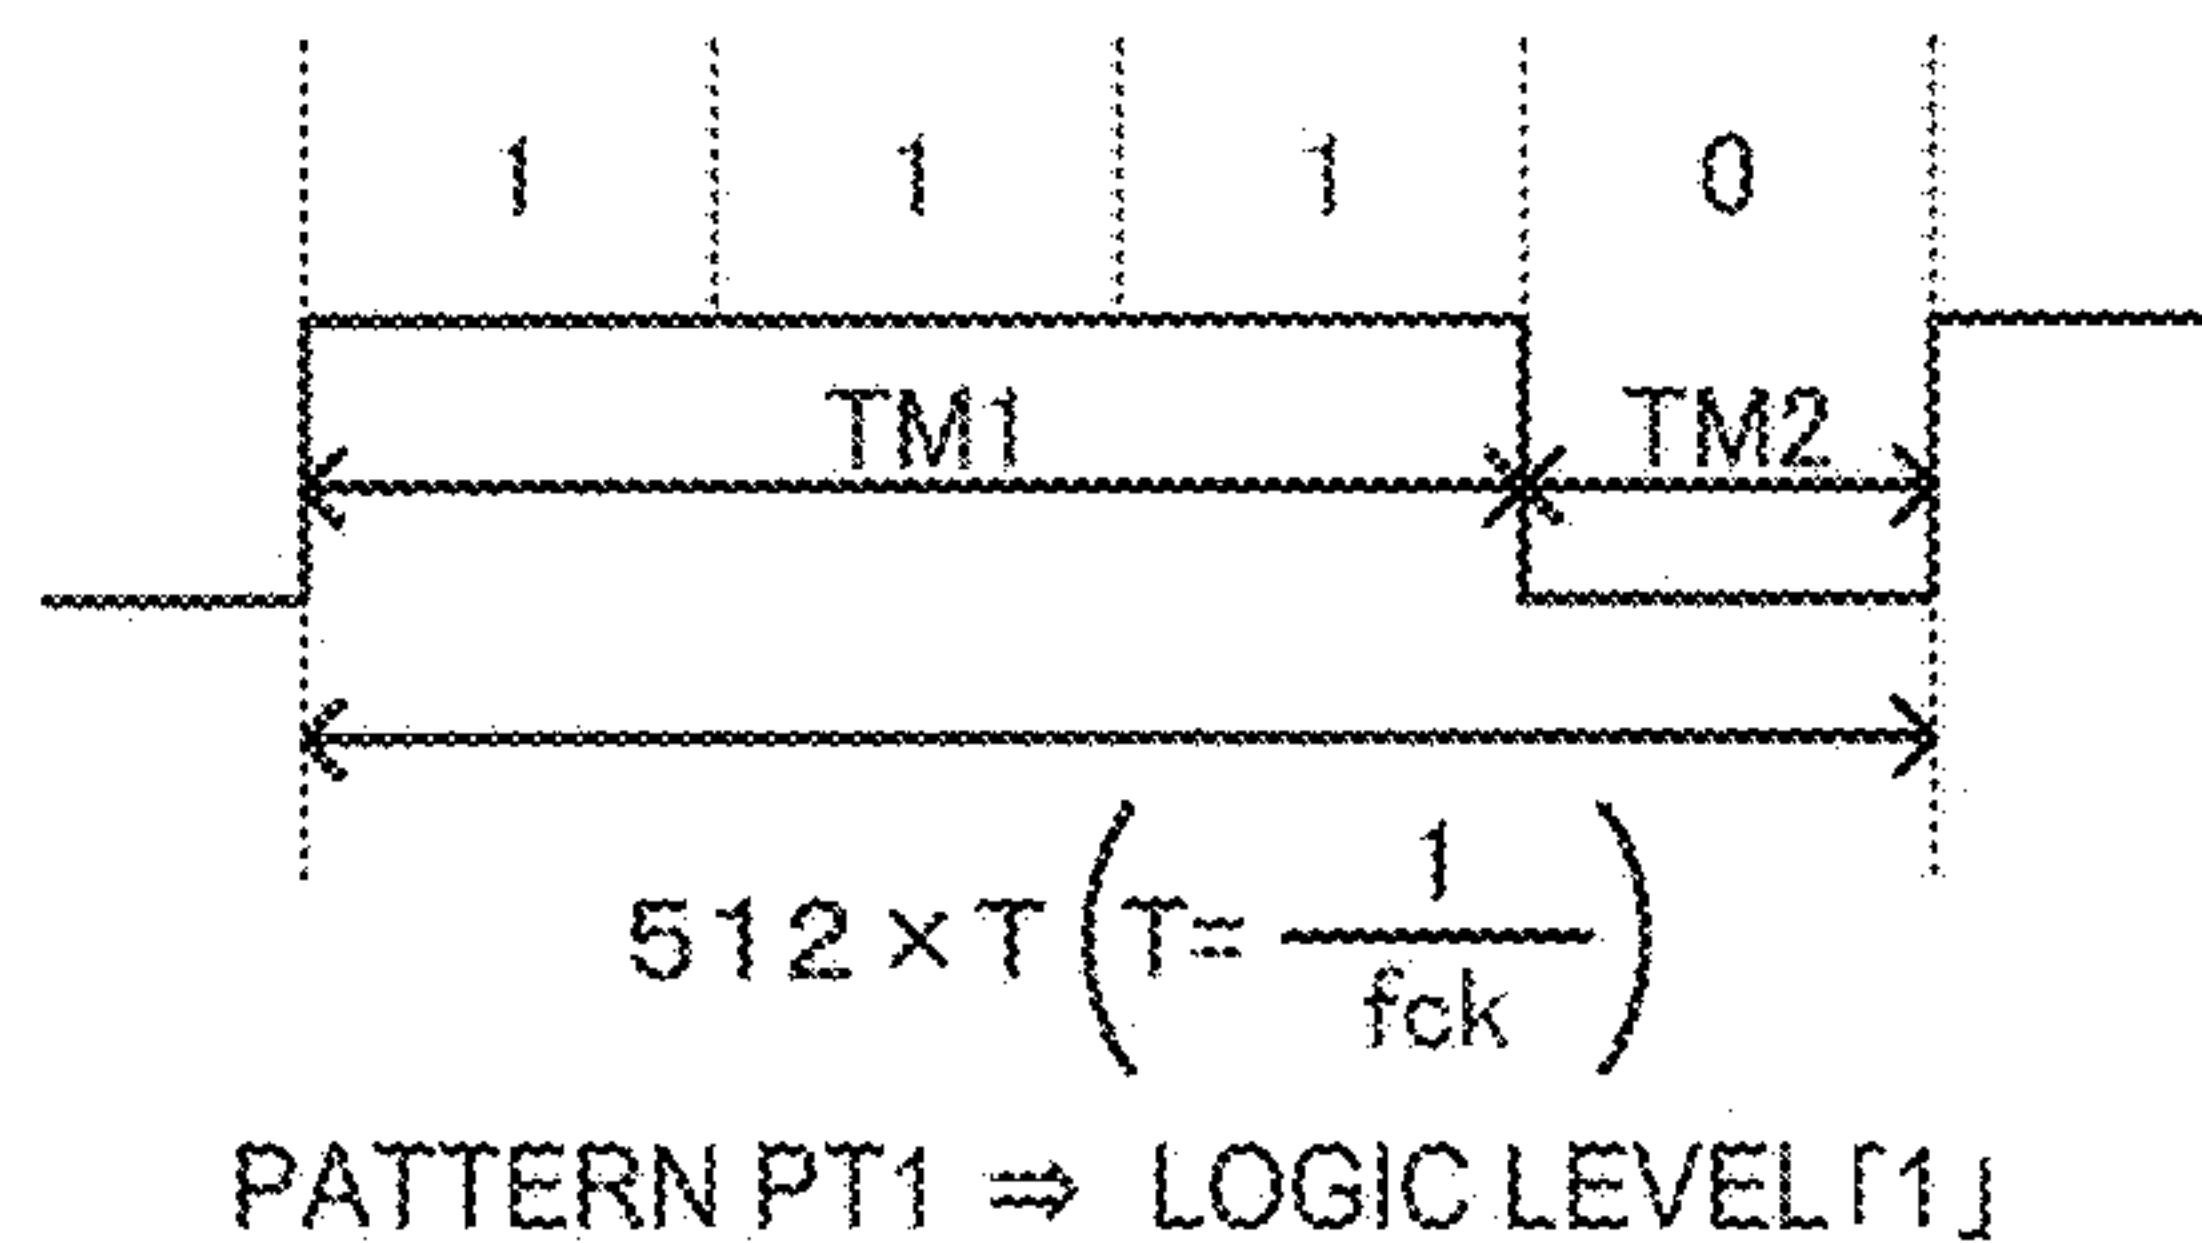 1 1 1 0
TM1 TM2
512×T(T=1/fck)
PATTERN PT1 ⇒ LOGIC LEVEL「1」